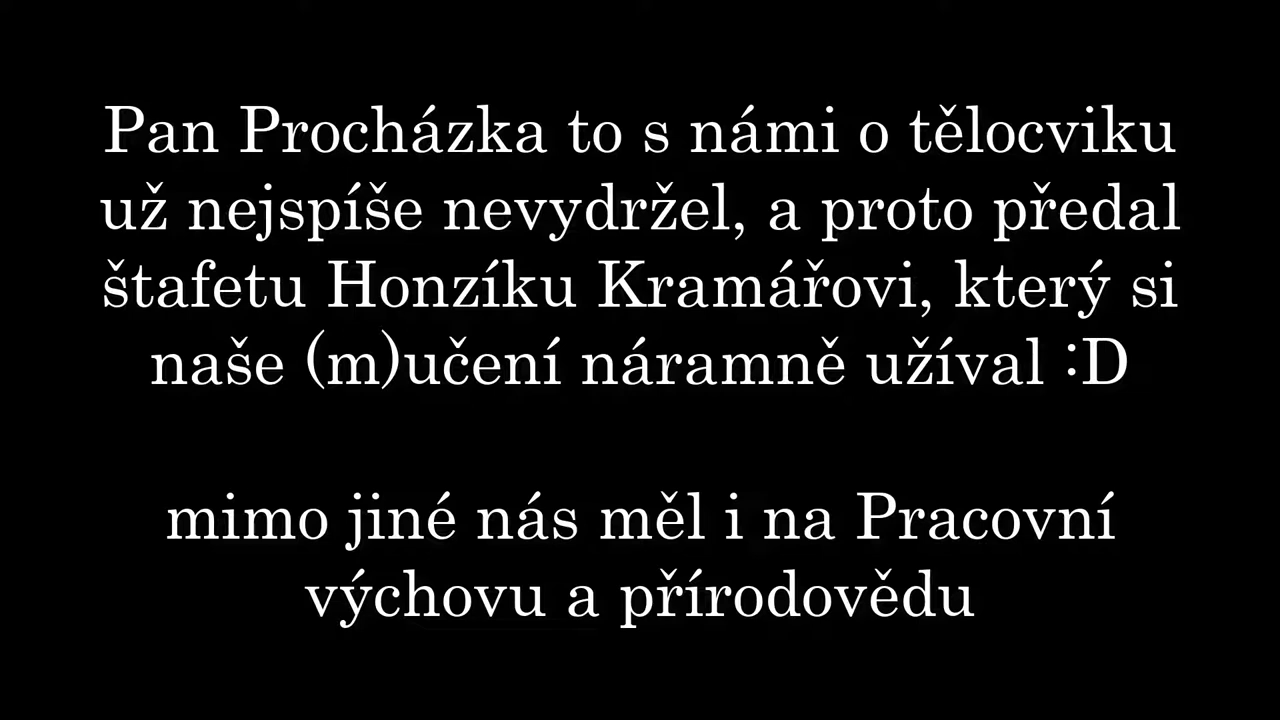 Pan Procházka to s námi o tělocviku
už nejspíše nevydržel, a proto předal
štafetu Honzíku Kramářovi, který si
naše (m)učení náramně užíval :D
mimo jiné nás měl i na Pracovní
výchovu a přírodovědu